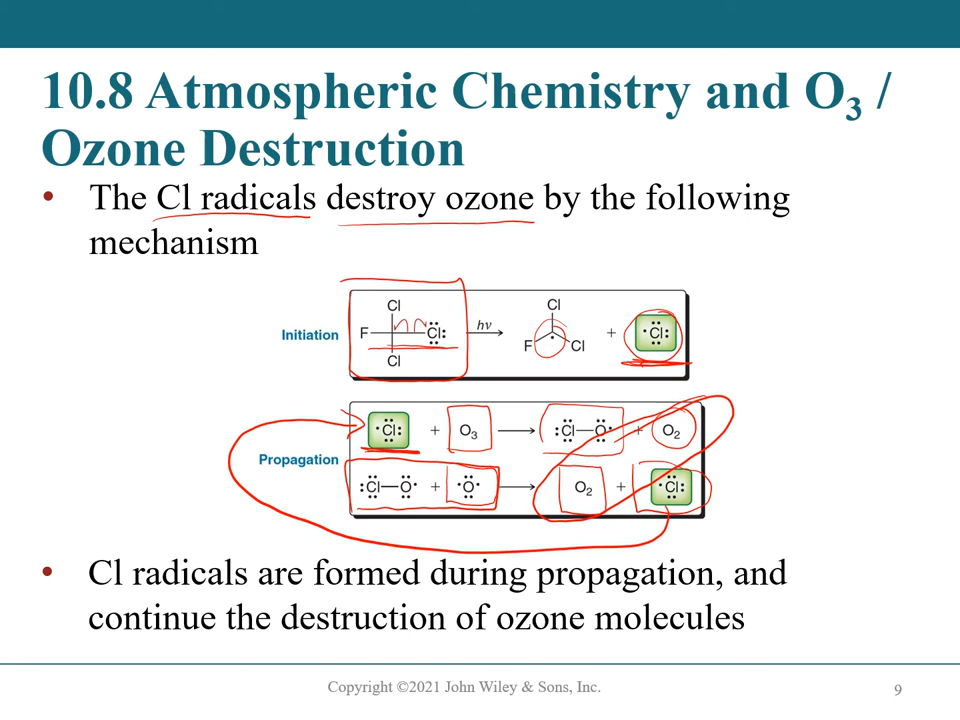 10.8 Atmospheric Chemistry and O₃ /
Ozone Destruction
• The Cl radicals destroy ozone by the following
mechanism
Cl
Cl
Initiation F Cl hν + Cl
F Cl
Cl
Cl + O₃ Cl—O + O₂
Propagation
Cl—O + O O₂ + Cl
• Cl radicals are formed during propagation, and
continue the destruction of ozone molecules
Copyright ©2021 John Wiley & Sons, Inc.
9